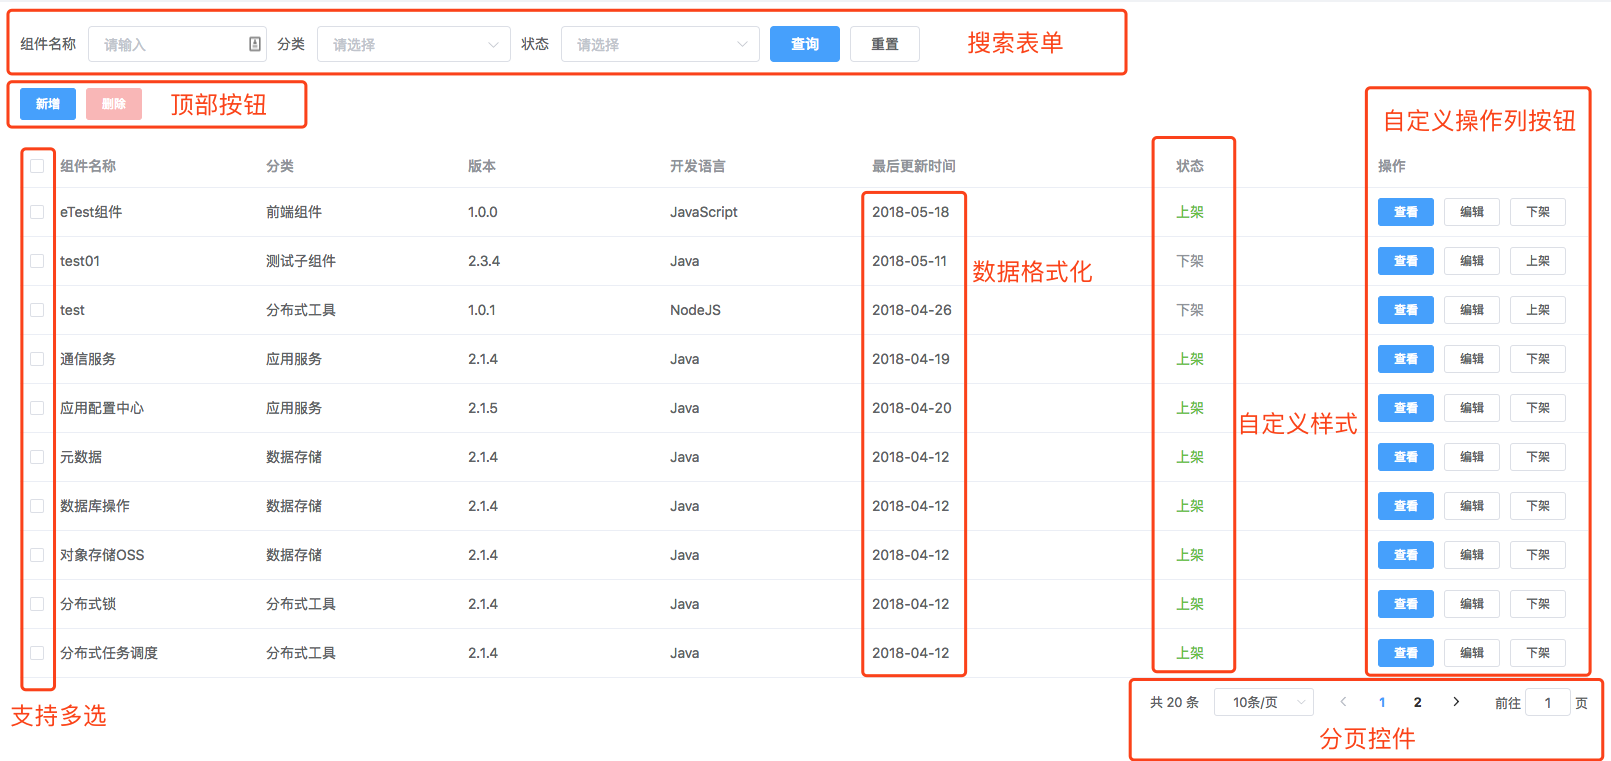 组件名称 请输入 分类 请选择 状态 请选择 查询 重置 搜索表单
新增 删除 顶部按钮
自定义操作列按钮
组件名称 分类 版本 开发语言 最后更新时间 状态 操作
eTest组件 前端组件 1.0.0 JavaScript 2018-05-18 上架 查看 编辑 下架
test01 测试子组件 2.3.4 Java 2018-05-11 下架 查看 编辑 上架
数据格式化
test 分布式工具 1.0.1 NodeJS 2018-04-26 下架 查看 编辑 上架
通信服务 应用服务 2.1.4 Java 2018-04-19 上架 查看 编辑 下架
应用配置中心 应用服务 2.1.5 Java 2018-04-20 上架 查看 编辑 下架
自定义样式
元数据 数据存储 2.1.4 Java 2018-04-12 上架 查看 编辑 下架
数据库操作 数据存储 2.1.4 Java 2018-04-12 上架 查看 编辑 下架
对象存储OSS 数据存储 2.1.4 Java 2018-04-12 上架 查看 编辑 下架
分布式锁 分布式工具 2.1.4 Java 2018-04-12 上架 查看 编辑 下架
分布式任务调度 分布式工具 2.1.4 Java 2018-04-12 上架 查看 编辑 下架
共 20 条 10条/页 1 2 前往 1 页
支持多选
分页控件